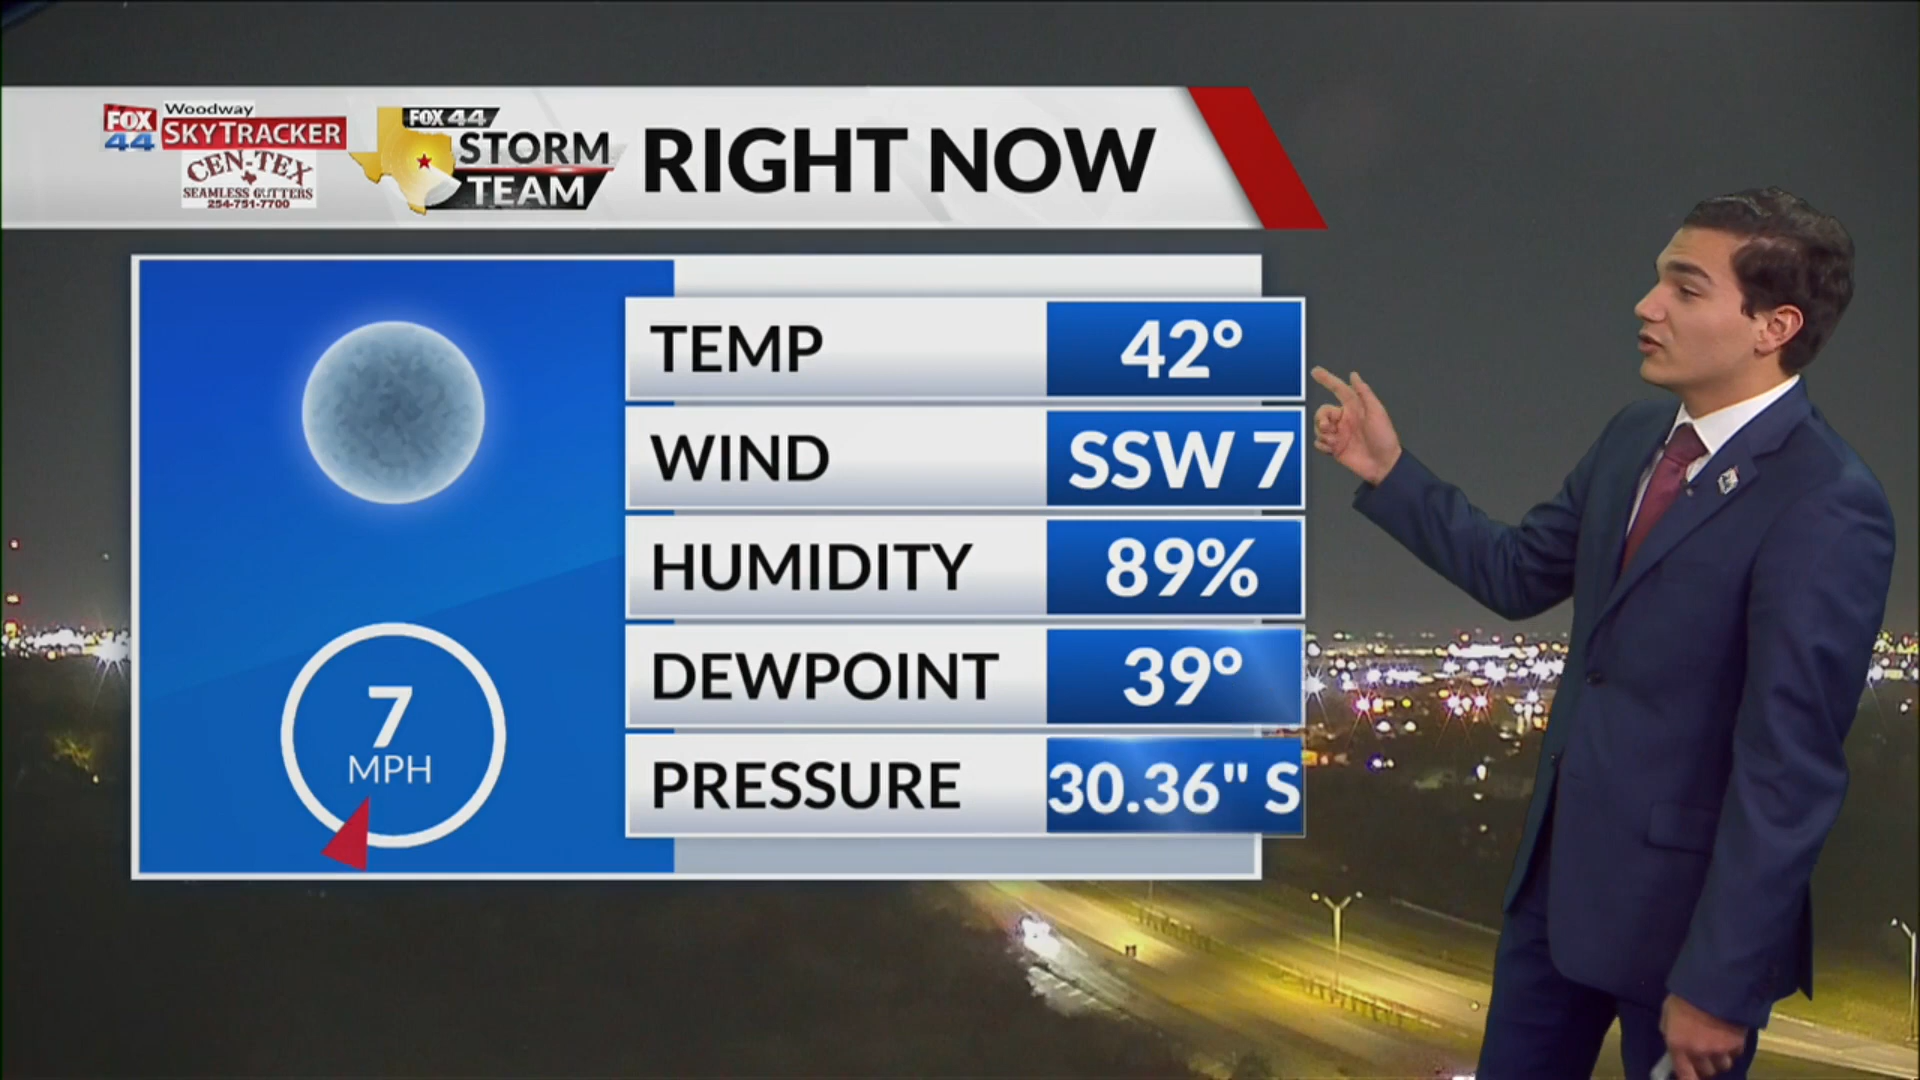 FOX 44
Woodway
SKYTRACKER
CEN-TEX
SEAMLESS GUTTERS
254-751-7700
FOX 44
STORM
TEAM
RIGHT NOW
TEMP 42°
WIND SSW 7
HUMIDITY 89%
DEWPOINT 39°
PRESSURE 30.36" S
7
MPH